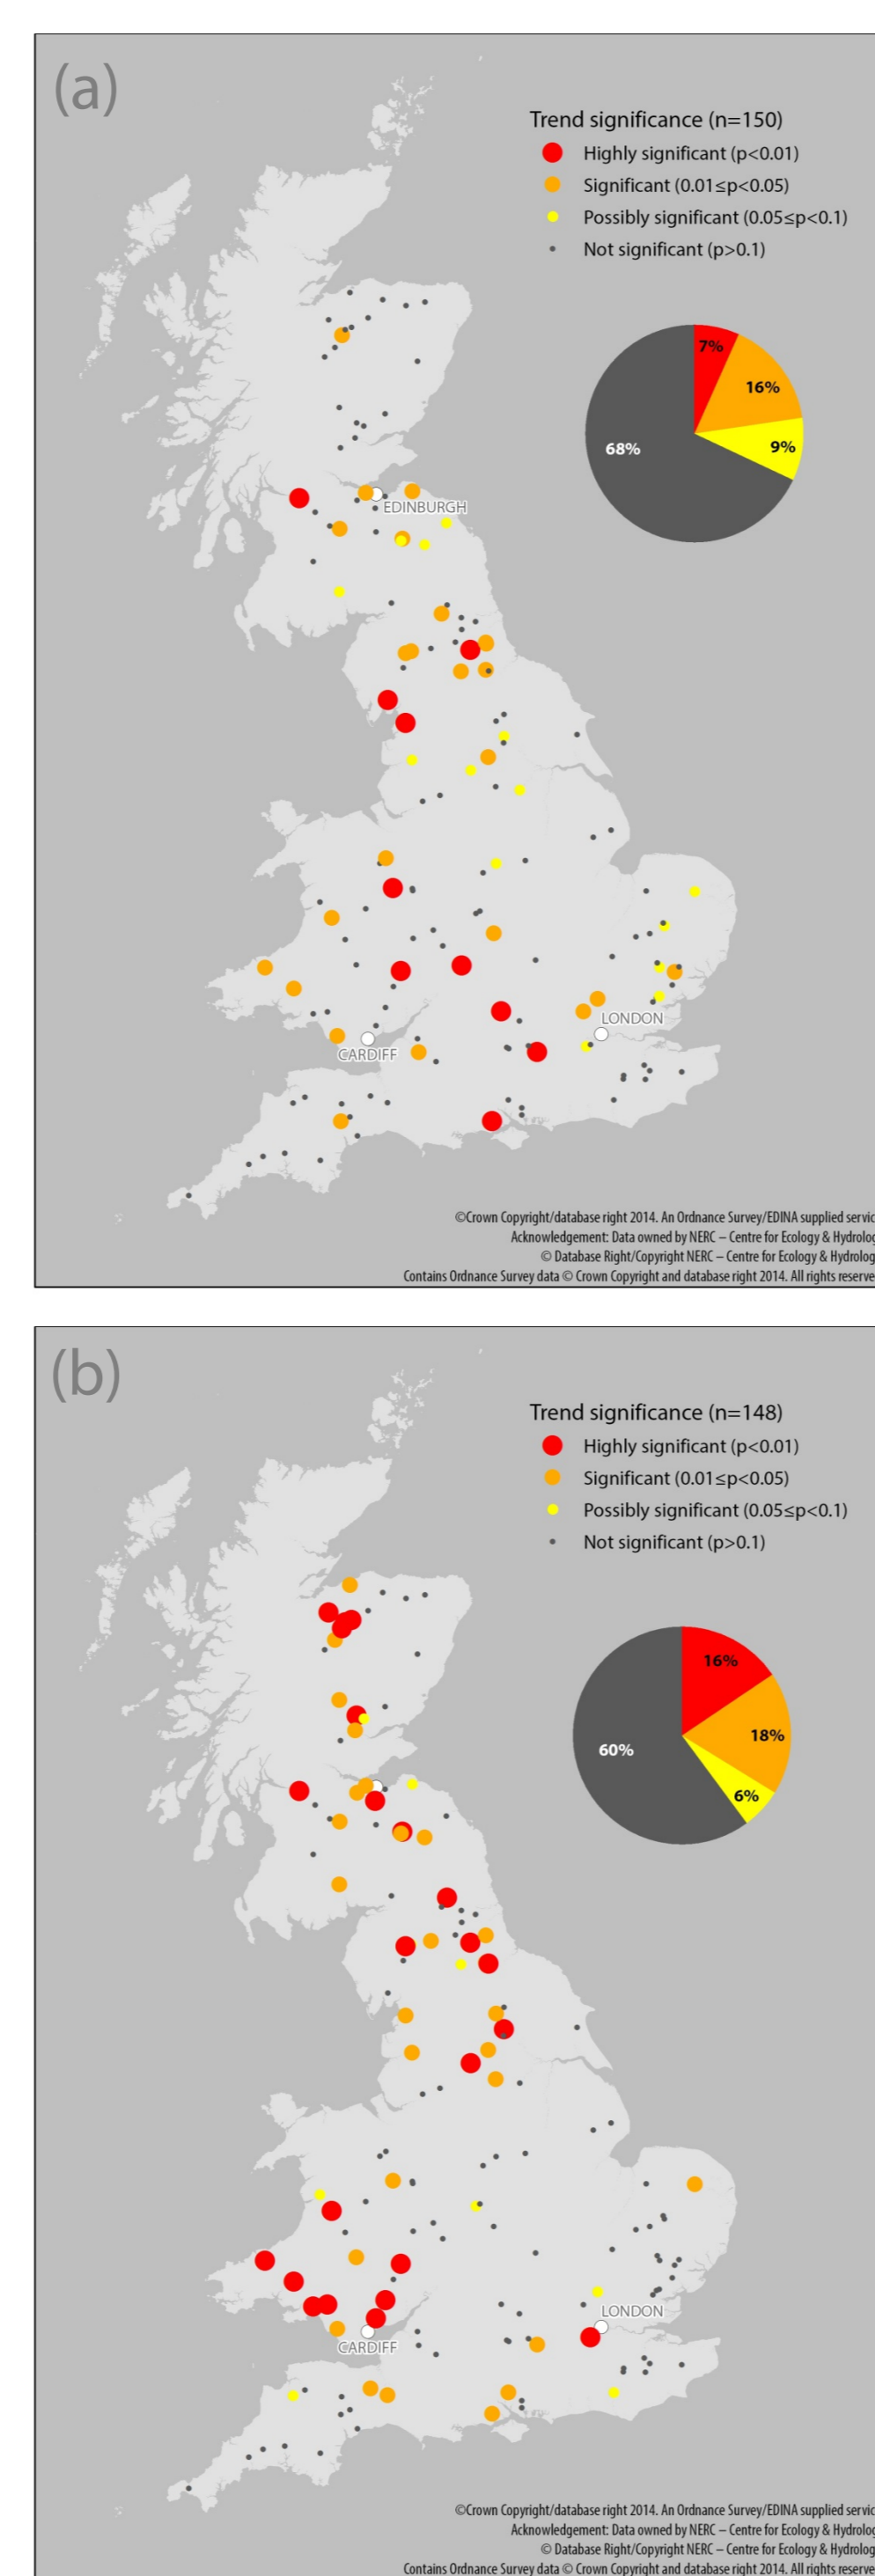 (a)
Trend significance (n=150)
Highly significant (p<0.01)
Significant (0.01≤p<0.05)
Possibly significant (0.05≤p<0.1)
Not significant (p>0.1)
7%
16%
9%
68%
EDINBURGH
LONDON
CARDIFF
©Crown Copyright/database right 2014. An Ordnance Survey/EDINA supplied servic
Acknowledgement: Data owned by NERC – Centre for Ecology & Hydrolog
© Database Right/Copyright NERC – Centre for Ecology & Hydrolog
Contains Ordnance Survey data © Crown Copyright and database right 2014. All rights reserve
(b)
Trend significance (n=148)
Highly significant (p<0.01)
Significant (0.01≤p<0.05)
Possibly significant (0.05≤p<0.1)
Not significant (p>0.1)
16%
18%
60%
6%
LONDON
CARDIFF
©Crown Copyright/database right 2014. An Ordnance Survey/EDINA supplied servic
Acknowledgement: Data owned by NERC – Centre for Ecology & Hydrolog
© Database Right/Copyright NERC – Centre for Ecology & Hydrolog
Contains Ordnance Survey data © Crown Copyright and database right 2014. All rights reserve